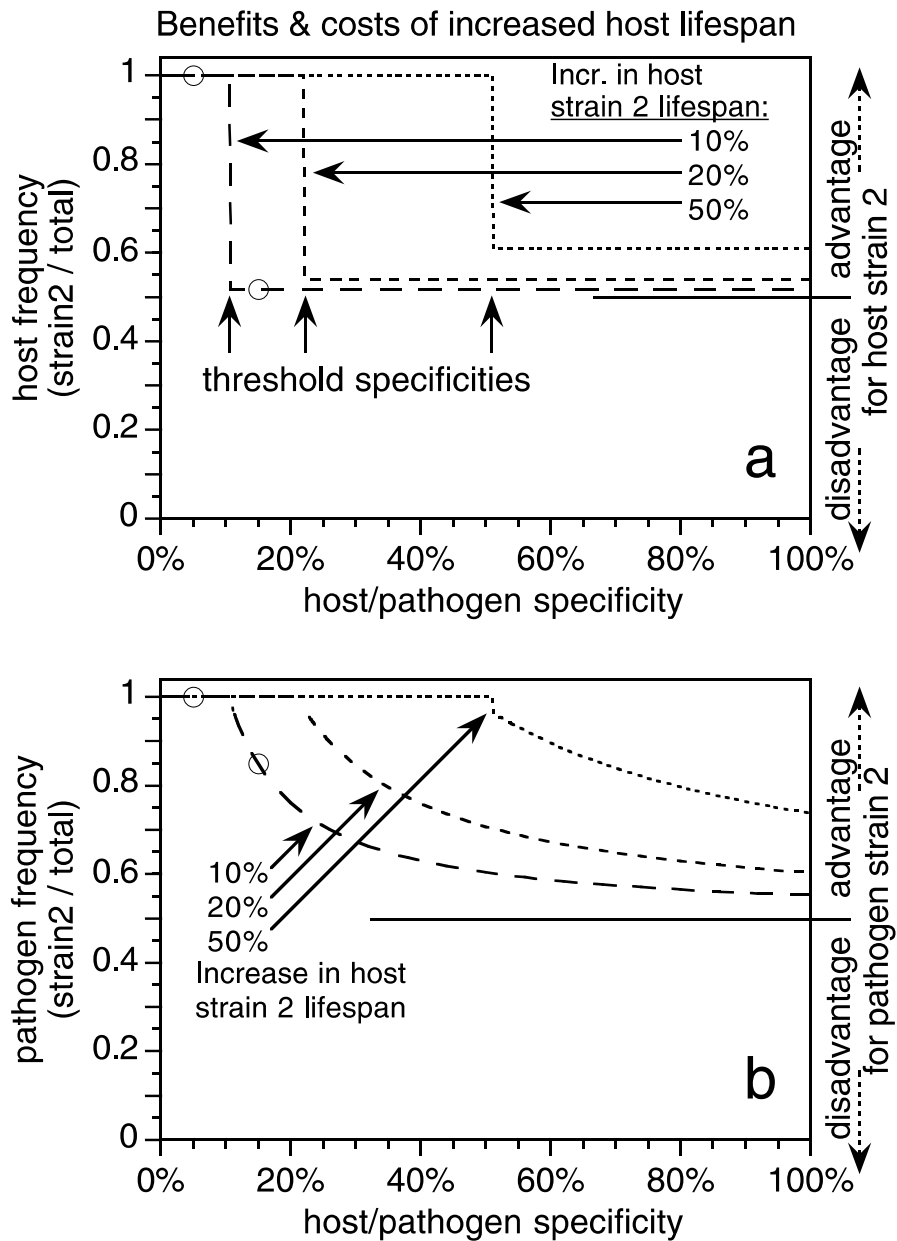 Benefits & costs of increased host lifespan
host frequency
(strain2 / total)
1
0.8
0.6
0.4
0.2
0
Incr. in host
strain 2 lifespan:
10%
20%
50%
threshold specificities
a
0%
20%
40%
60%
80%
100%
host/pathogen specificity
advantage
disadvantage
for host strain 2
pathogen frequency
(strain2 / total)
1
0.8
0.6
0.4
0.2
0
10%
20%
50%
Increase in host
strain 2 lifespan
b
0%
20%
40%
60%
80%
100%
host/pathogen specificity
advantage
disadvantage
for pathogen strain 2